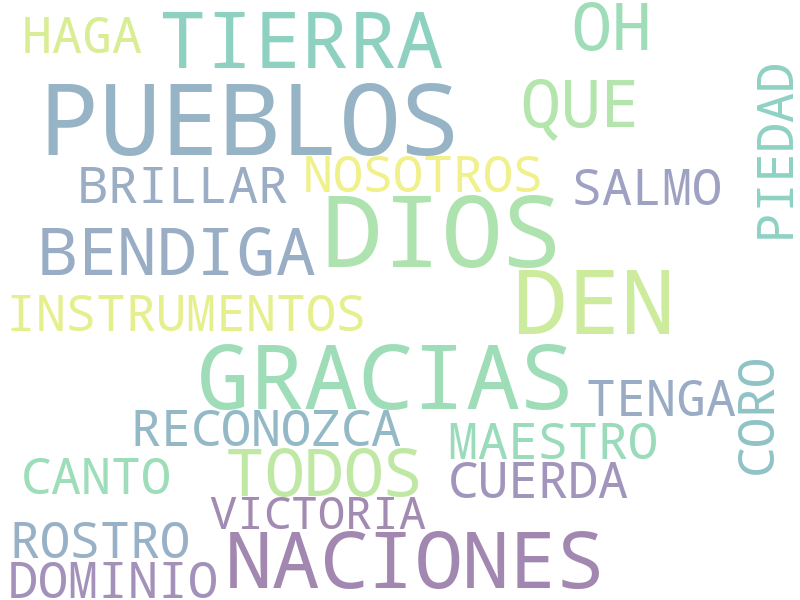 HAGA
TIERRA
OH
PUEBLOS
QUE
PIEDAD
BRILLAR
NOSOTROS
SALMO
DIOS
BENDIGA
DEN
INSTRUMENTOS
GRACIAS
TENGA
CORO
RECONOZCA
MAESTRO
CANTO
TODOS
CUERDA
VICTORIA
ROSTRO
NACIONES
DOMINIO